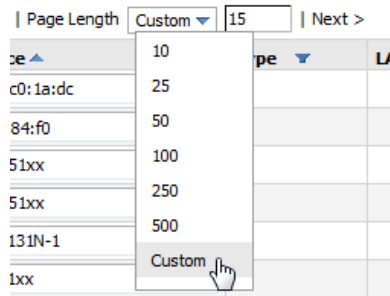 | Page Length Custom 15 | Next >
ce pe LA
10
c0:1a:dc
25
84:f0
50
51xx
100
51xx
250
131N-1
500
1xx
Custom